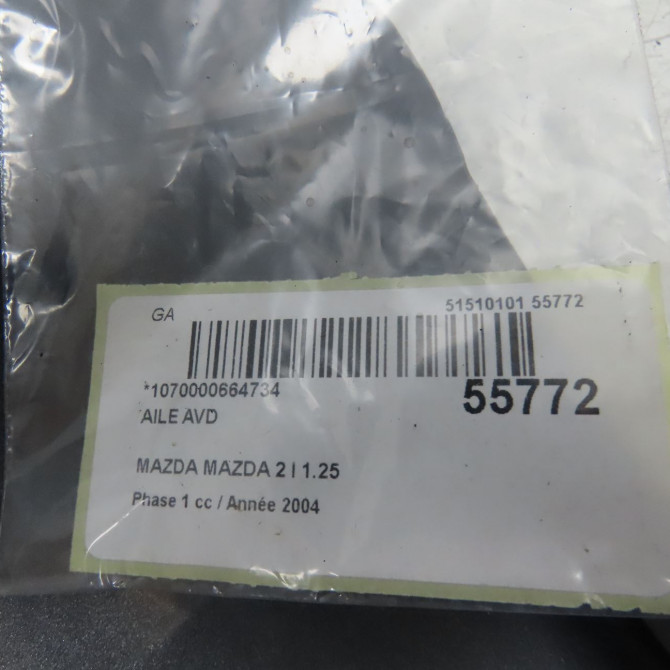 GA 51510101 55772
*1070000664734 55772
AILE AVD
MAZDA MAZDA 2 I 1.25
Phase 1 cc / Année 2004